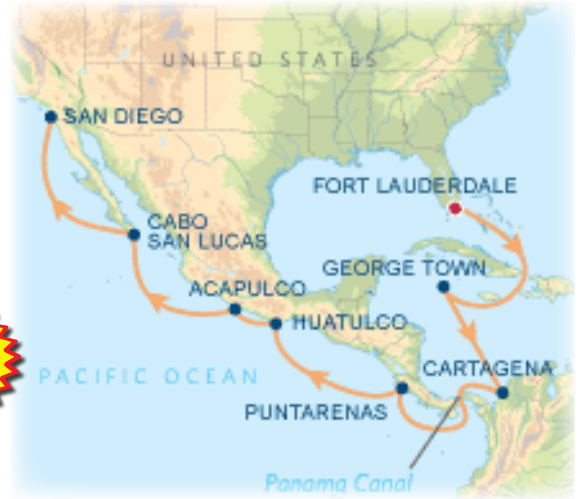 UNITED STATES
SAN DIEGO
FORT LAUDERDALE
CABO
SAN LUCAS
GEORGE TOWN
ACAPULCO
HUATULCO
CARTAGENA
PACIFIC OCEAN
PUNTARENAS
Panama Canal